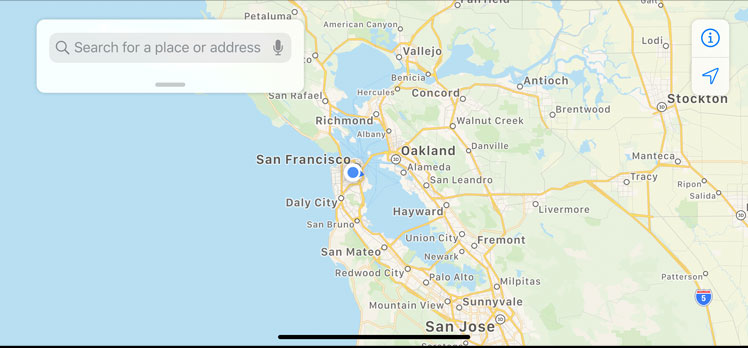 Petaluma
Fairfield
American Canyon
Galt
Search for a place or address
Lodi
Vallejo
Benicia
Antioch
Hercules
Concord
San Rafael
Stockton
Brentwood
Richmond
Walnut Creek
Albany
Danville
Oakland
San Francisco
30
Manteca
Alameda
San Leandro
Tracy
Ripon
Salida
Daly City
Hayward
Livermore
San Bruno
Union City
Fremont
San Mateo
Newark
Redwood City
Palo Alto
Milpitas
Patterson
5
Mountain View
Sunnyvale
San Jose
Saratoga